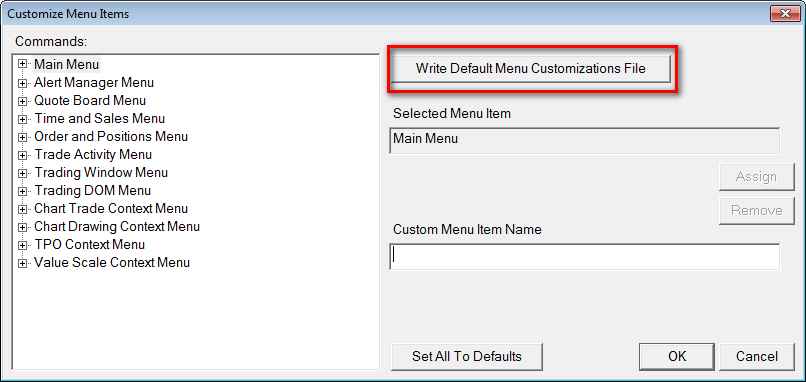 Customize Menu Items
Commands:
Main Menu
Alert Manager Menu
Quote Board Menu
Time and Sales Menu
Order and Positions Menu
Trade Activity Menu
Trading Window Menu
Trading DOM Menu
Chart Trade Context Menu
Chart Drawing Context Menu
TPO Context Menu
Value Scale Context Menu
Write Default Menu Customizations File
Selected Menu Item
Main Menu
Assign
Remove
Custom Menu Item Name
Set All To Defaults
OK
Cancel